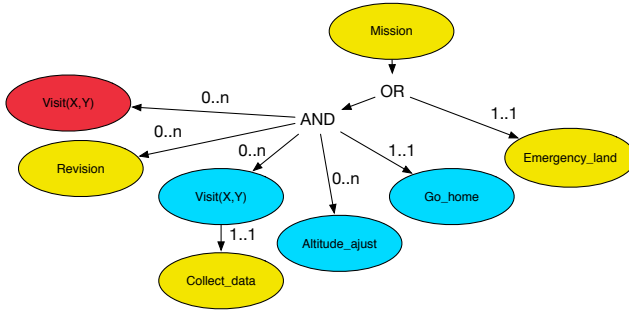 Mission
OR
0..n
1..1
Visit(X,Y)
AND
0..n
1..1
0..n
Emergency_land
Revision
0..n
Visit(X,Y)
Go_home
1..1
Altitude_ajust
Collect_data